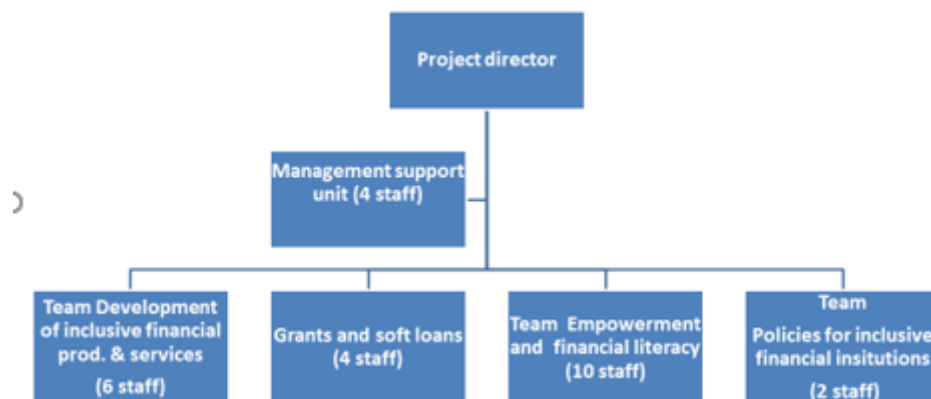 Project director
Management support
unit (4 staff)
Team Development
of inclusive financial
prod. & services
(6 staff)
Grants and soft loans
(4 staff)
Team Empowerment
and financial literacy
(10 staff)
Team
Policies for inclusive
financial insitutions
(2 staff)